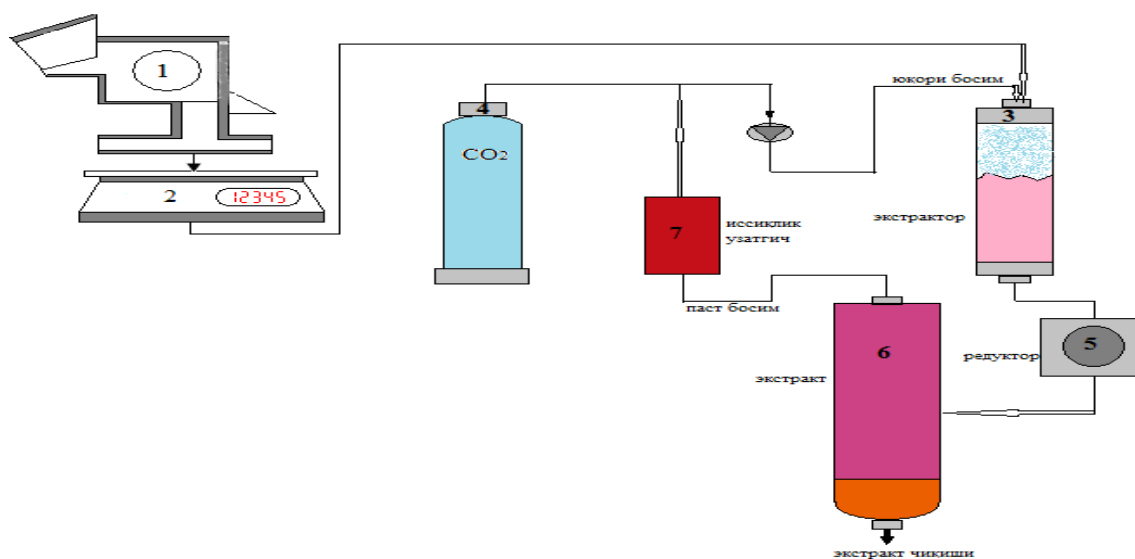 1
2
12345
4
CO₂
юкори босим
3
экстрактор
7
иссиклик
узатгич
паст босим
6
экстракт
5
редуктор
экстракт чикиши